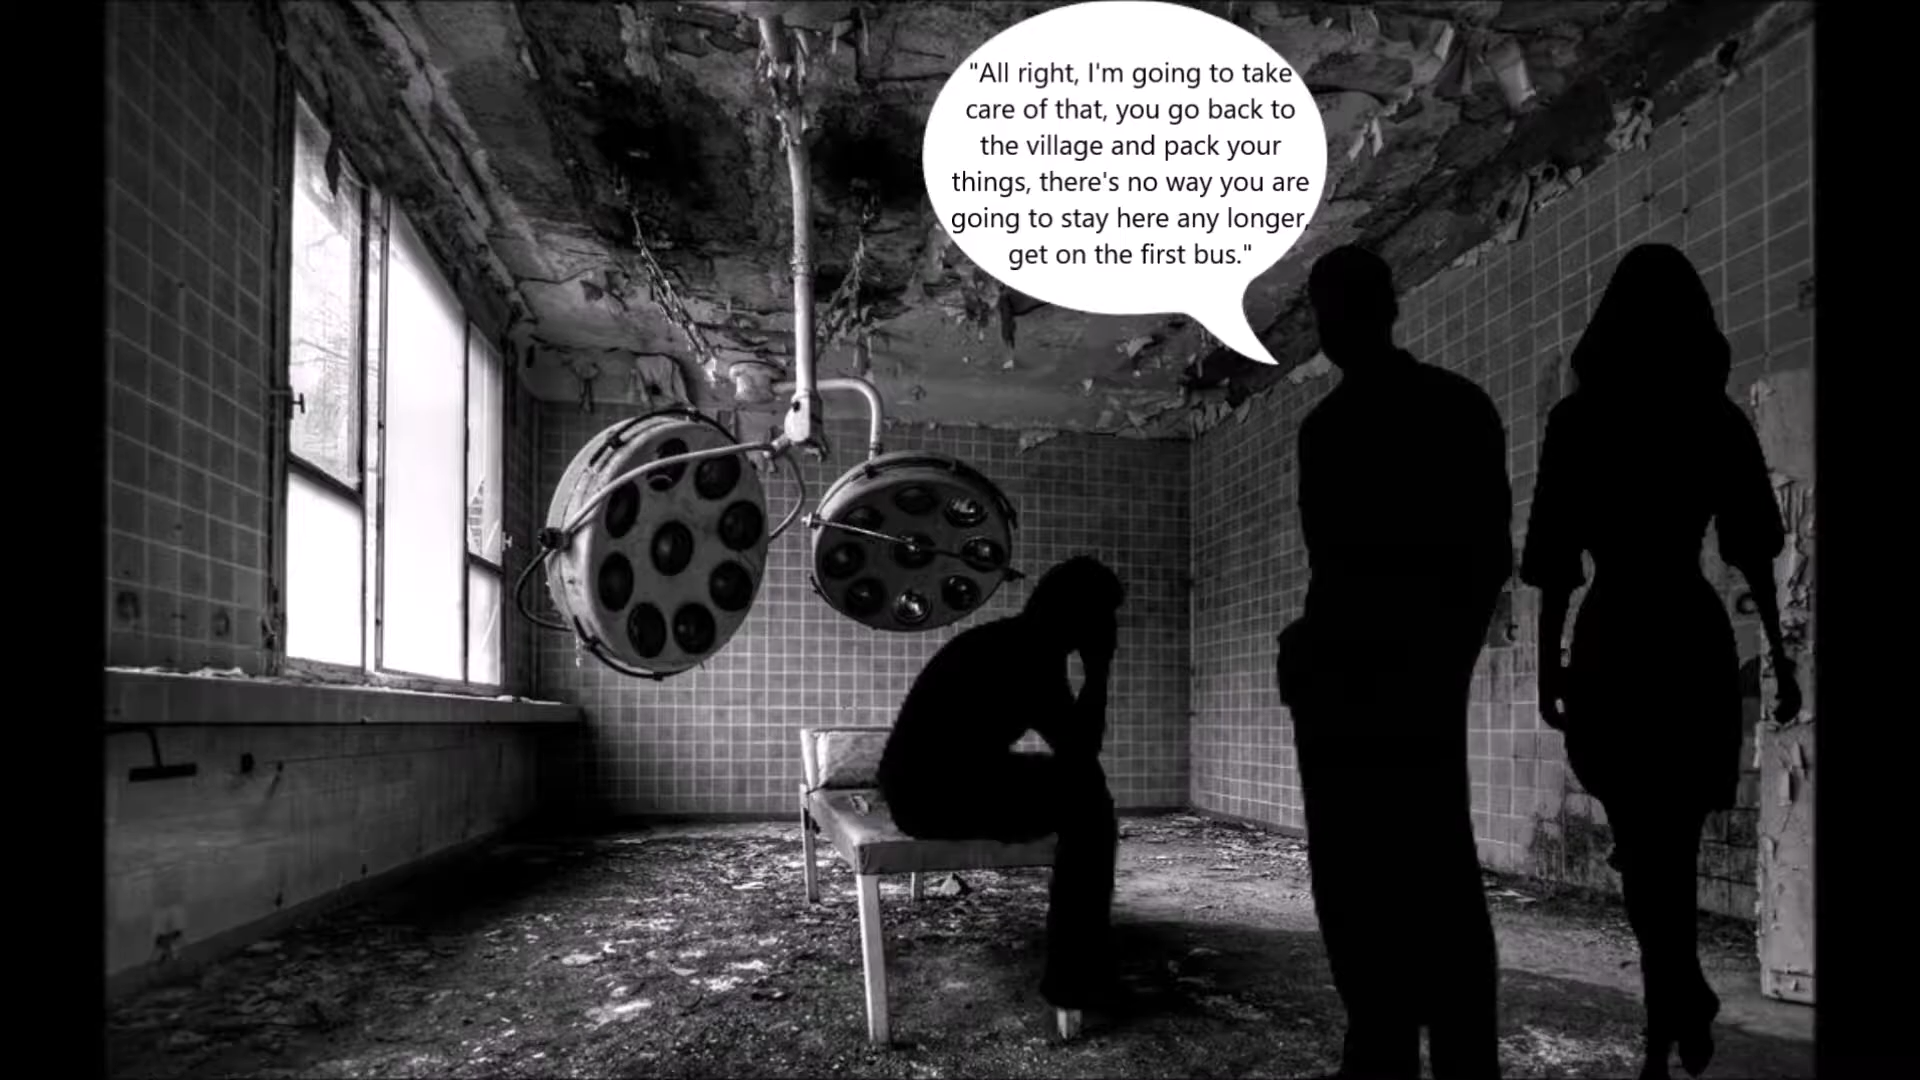 "All right, I'm going to take
care of that, you go back to
the village and pack your
things, there's no way you are
going to stay here any longer,
get on the first bus."